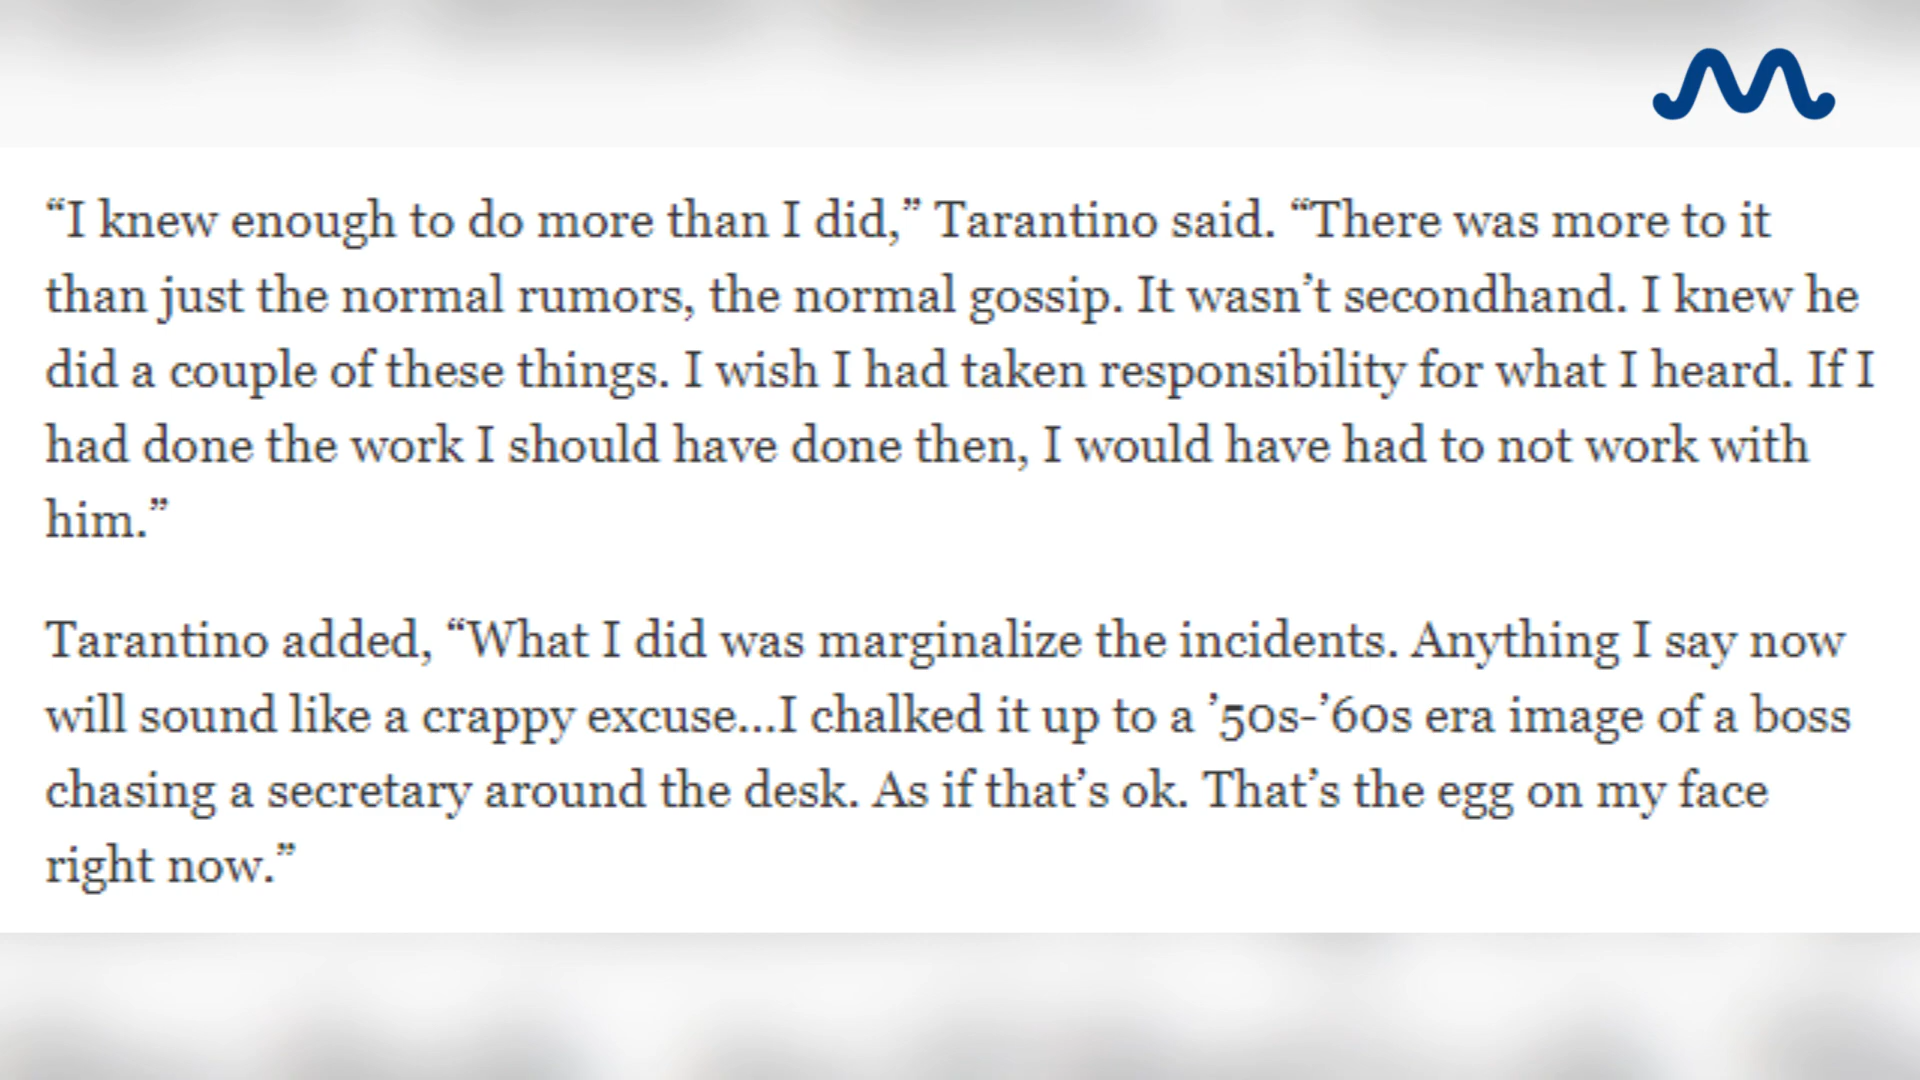 “I knew enough to do more than I did,” Tarantino said. “There was more to it
than just the normal rumors, the normal gossip. It wasn’t secondhand. I knew he
did a couple of these things. I wish I had taken responsibility for what I heard. If I
had done the work I should have done then, I would have had to not work with
him.”
Tarantino added, “What I did was marginalize the incidents. Anything I say now
will sound like a crappy excuse...I chalked it up to a ’50s-’60s era image of a boss
chasing a secretary around the desk. As if that’s ok. That’s the egg on my face
right now.”